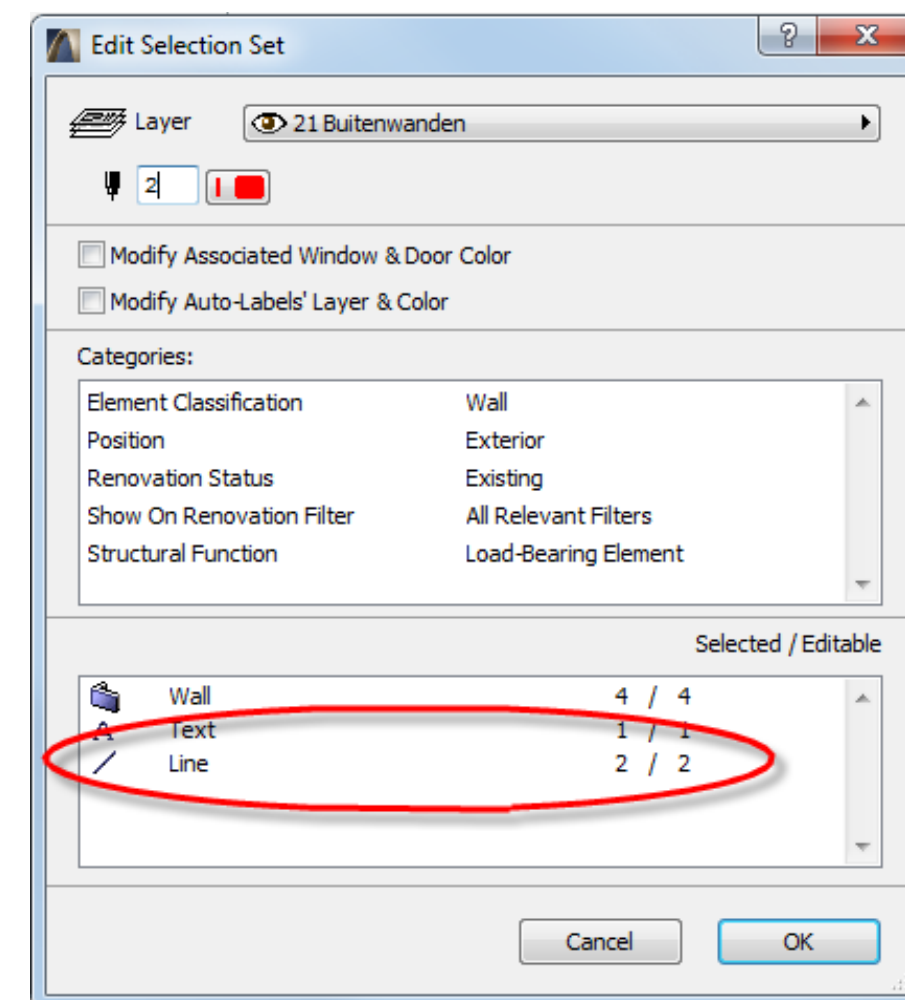 Edit Selection Set
Layer 21 Buitenwanden
2
Modify Associated Window & Door Color
Modify Auto-Labels' Layer & Color
Categories:
Element Classification Wall
Position Exterior
Renovation Status Existing
Show On Renovation Filter All Relevant Filters
Structural Function Load-Bearing Element
Selected / Editable
Wall 4 / 4
A Text 1 / 1
Line 2 / 2
Cancel OK